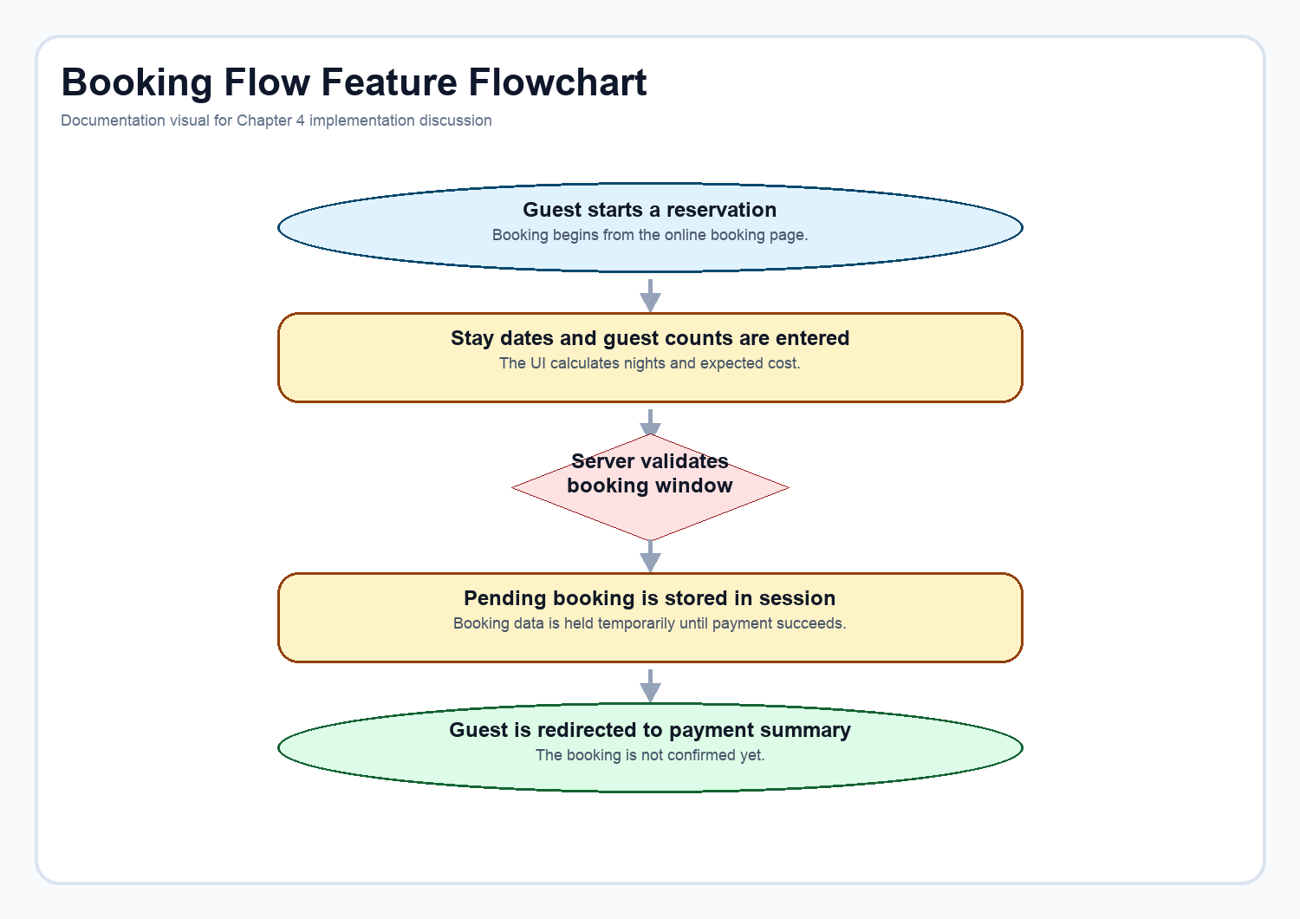 Booking Flow Feature Flowchart
Documentation visual for Chapter 4 implementation discussion
Guest starts a reservation
Booking begins from the online booking page.
Stay dates and guest counts are entered
The UI calculates nights and expected cost.
Server validates
booking window
Pending booking is stored in session
Booking data is held temporarily until payment succeeds.
Guest is redirected to payment summary
The booking is not confirmed yet.